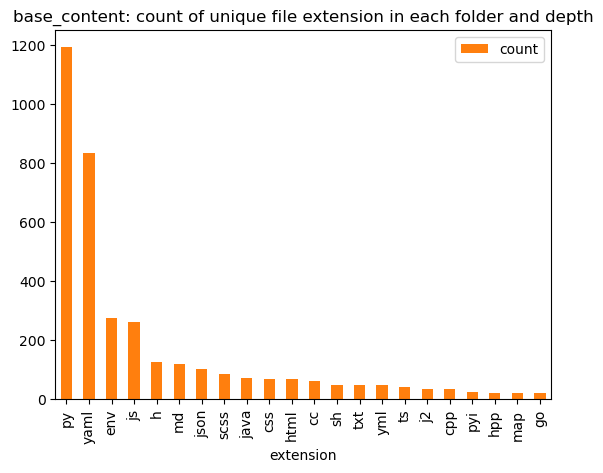 base_content: count of unique file extension in each folder and depth
count
1200
1000
800
600
400
200
0
py
yaml
env
js
h
md
json
scss
java
css
html
cc
sh
txt
yml
ts
j2
cpp
pyi
hpp
map
go
extension